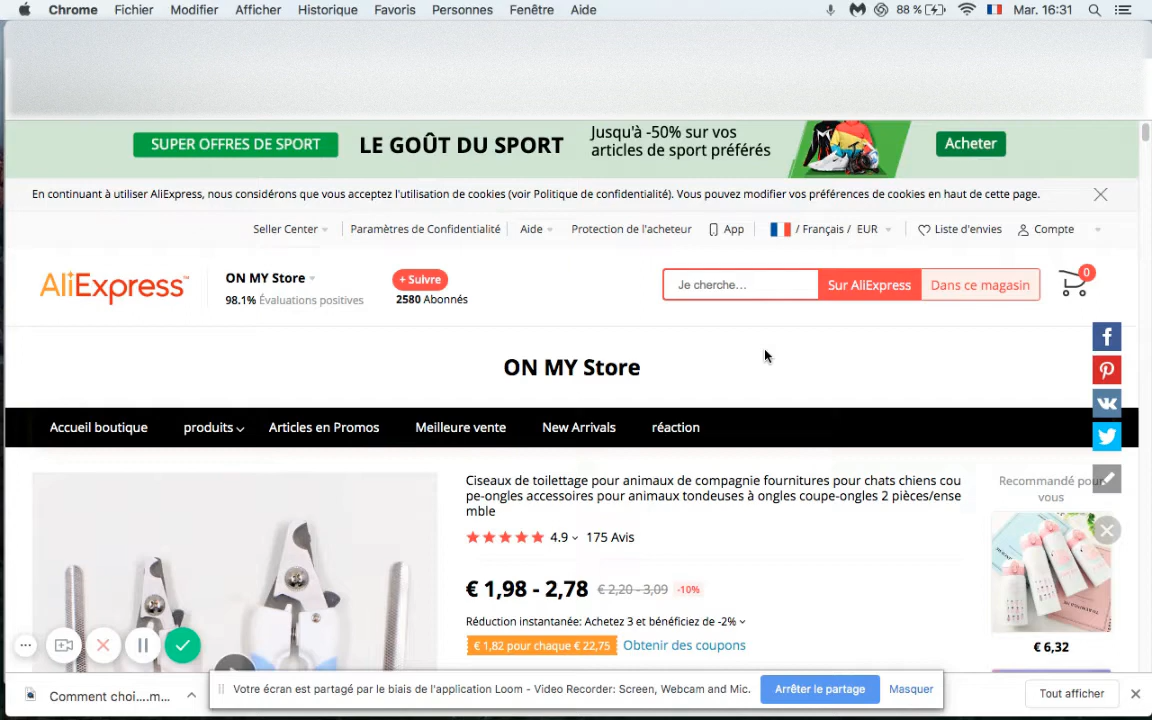 Chrome Fichier Modifier Afficher Historique Favoris Personnes Fenêtre Aide 88 % Mar. 16:31
SUPER OFFRES DE SPORT LE GOÛT DU SPORT Jusqu'à -50% sur vos articles de sport préférés Acheter
En continuant à utiliser AliExpress, nous considérons que vous acceptez l'utilisation de cookies (voir Politique de confidentialité). Vous pouvez modifier vos préférences de cookies en haut de cette page.
Seller Center Paramètres de Confidentialité Aide Protection de l'acheteur App / Français / EUR Liste d'envies Compte
AliExpress™ ON MY Store + Suivre Je cherche... Sur AliExpress Dans ce magasin 0
98.1% Évaluations positives 2580 Abonnés
ON MY Store
Accueil boutique produits Articles en Promos Meilleure vente New Arrivals réaction
Ciseaux de toilettage pour animaux de compagnie fournitures pour chats chiens cou
pe-ongles accessoires pour animaux tondeuses à ongles coupe-ongles 2 pièces/ense
mble
Recommandé pour
vous
4.9 175 Avis
€ 1,98 - 2,78 € 2,20 - 3,09 -10%
Réduction instantanée: Achetez 3 et bénéficiez de -2%
€ 1,82 pour chaque € 22,75 Obtenir des coupons
€ 6,32
Comment choi....m...
Votre écran est partagé par le biais de l'application Loom - Video Recorder: Screen, Webcam and Mic. Arrêter le partage Masquer
Tout afficher